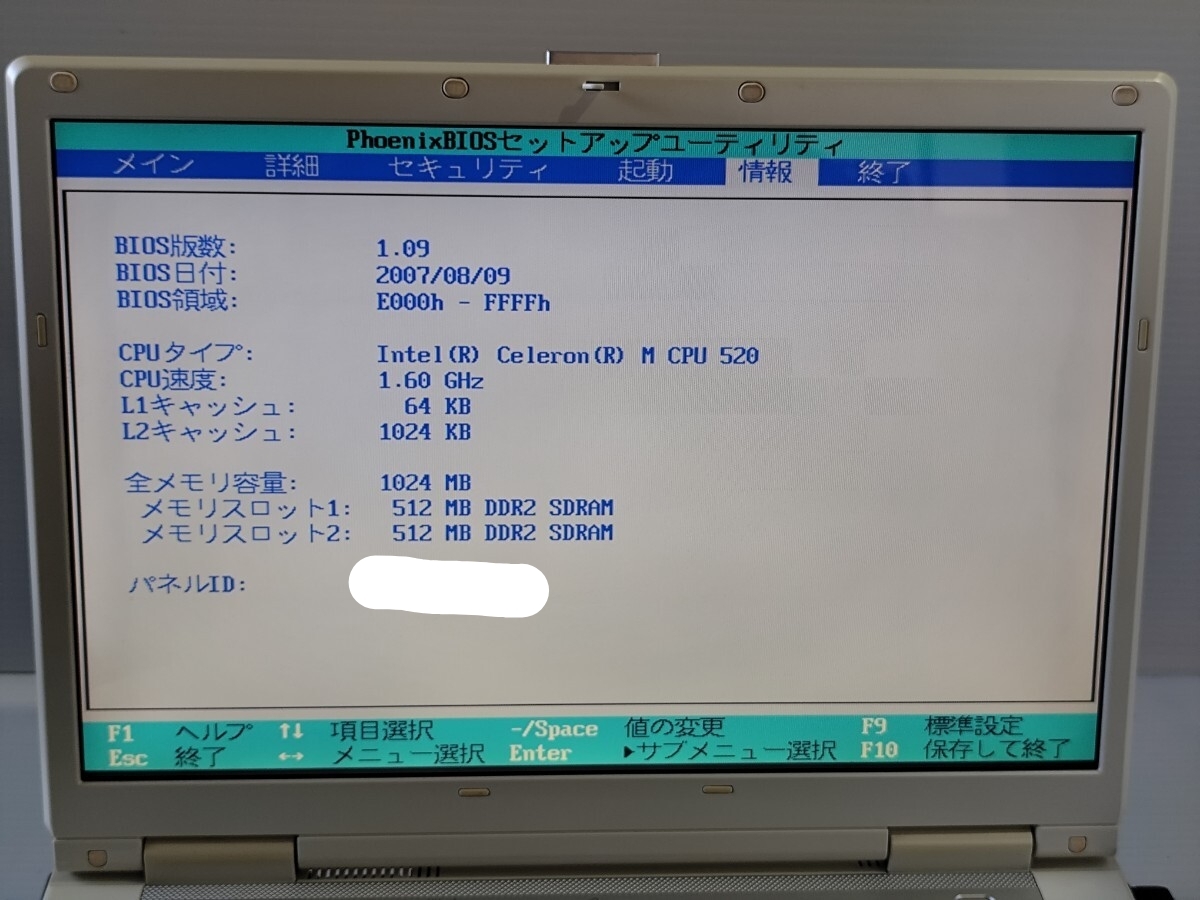 PhoenixBIOSセットアップユーティリティ
メイン 詳細 セキュリティ 起動 情報 終了
BIOS版数: 1.09
BIOS日付: 2007/08/09
BIOS領域: E000h - FFFFh
CPUタイプ: Intel(R) Celeron(R) M CPU 520
CPU速度: 1.60 GHz
L1キャッシュ: 64 KB
L2キャッシュ: 1024 KB
全メモリ容量: 1024 MB
メモリスロット1: 512 MB DDR2 SDRAM
メモリスロット2: 512 MB DDR2 SDRAM
パネルID:
F1 ヘルプ ↑↓ 項目選択 -/Space 値の変更 F9 標準設定
Esc 終了 ←→ メニュー選択 Enter ▶サブメニュー選択 F10 保存して終了